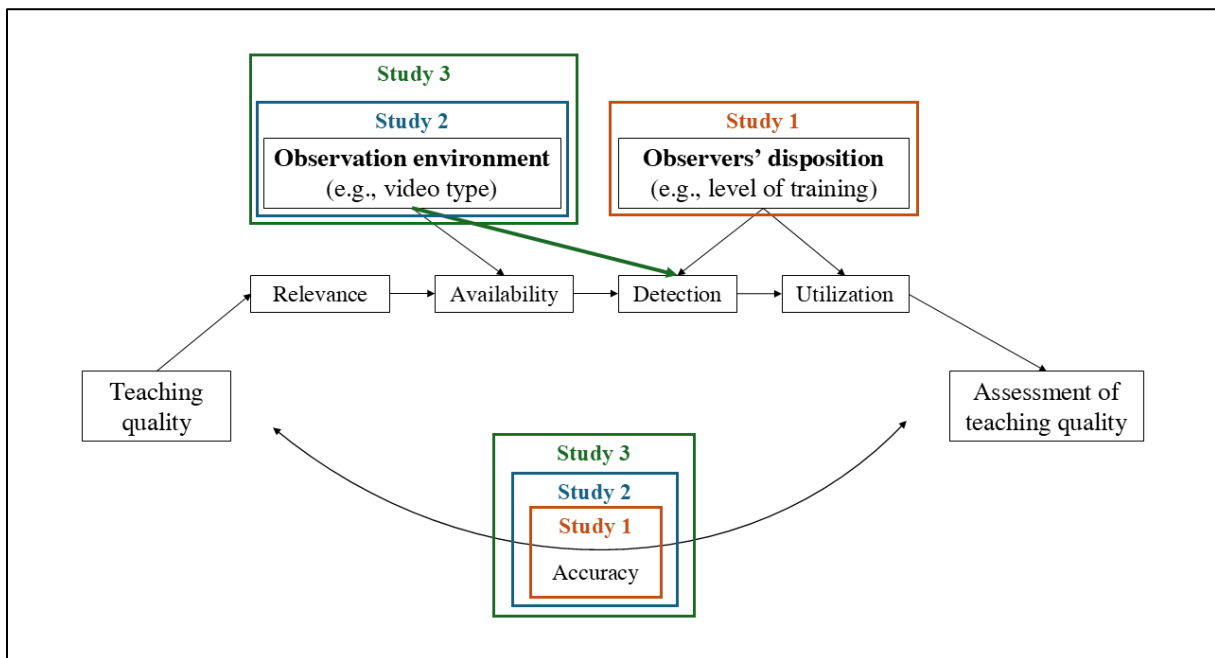 Study 3
Study 2
Observation environment
(e.g., video type)
Study 1
Observers’ disposition
(e.g., level of training)
Relevance
Availability
Detection
Utilization
Teaching
quality
Assessment of
teaching quality
Study 3
Study 2
Study 1
Accuracy